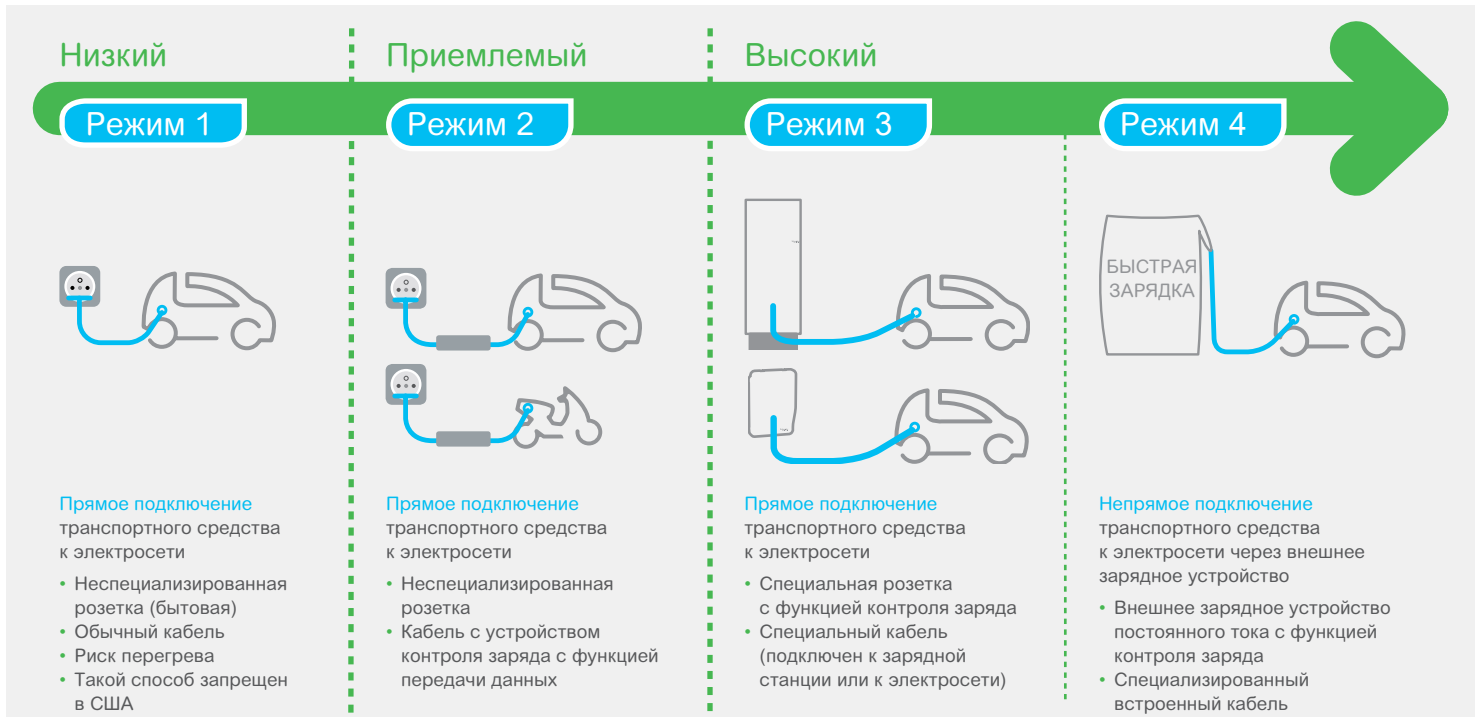 Низкий
Приемлемый
Высокий
Режим 1
Режим 2
Режим 3
Режим 4
БЫСТРАЯ
ЗАРЯДКА
Прямое подключение
транспортного средства
к электросети
• Неспециализированная
розетка (бытовая)
• Обычный кабель
• Риск перегрева
• Такой способ запрещен
в США
Прямое подключение
транспортного средства
к электросети
• Неспециализированная
розетка
• Кабель с устройством
контроля заряда с функцией
передачи данных
Прямое подключение
транспортного средства
к электросети
• Специальная розетка
с функцией контроля заряда
• Специальный кабель
(подключен к зарядной
станции или к электросети)
Непрямое подключение
транспортного средства
к электросети через внешнее
зарядное устройство
• Внешнее зарядное устройство
постоянного тока с функцией
контроля заряда
• Специализированный
встроенный кабель